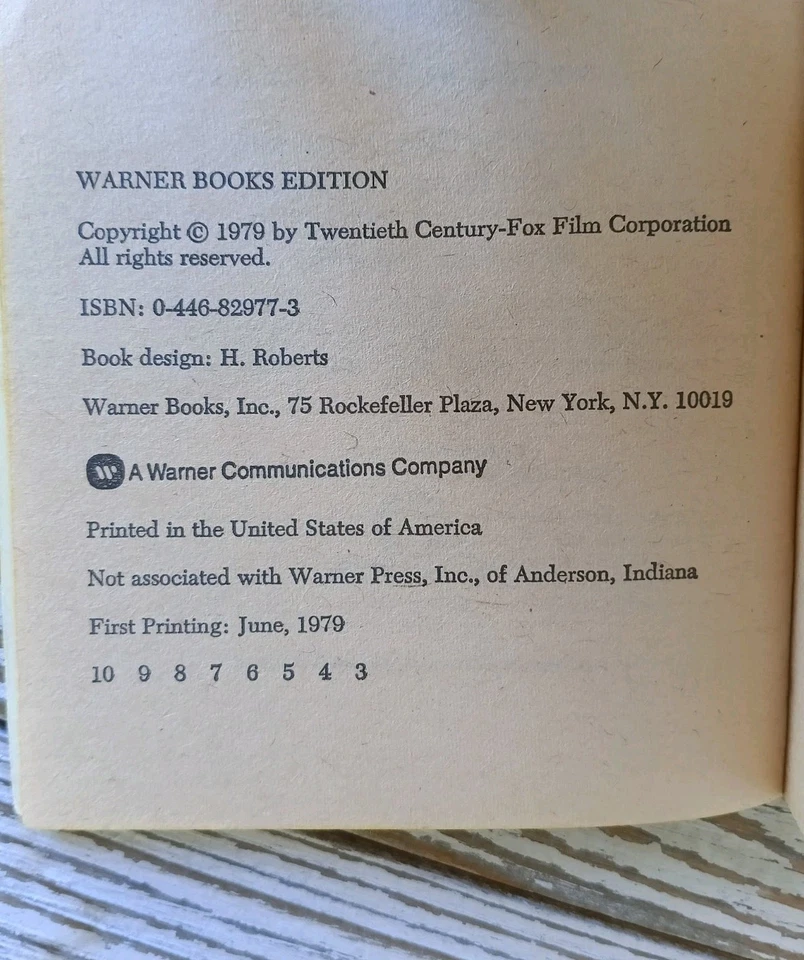 WARNER BOOKS EDITION
Copyright © 1979 by Twentieth Century-Fox Film Corporation
All rights reserved.
ISBN: 0-446-82977-3
Book design: H. Roberts
Warner Books, Inc., 75 Rockefeller Plaza, New York, N.Y. 10019
W A Warner Communications Company
Printed in the United States of America
Not associated with Warner Press, Inc., of Anderson, Indiana
First Printing: June, 1979
10 9 8 7 6 5 4 3